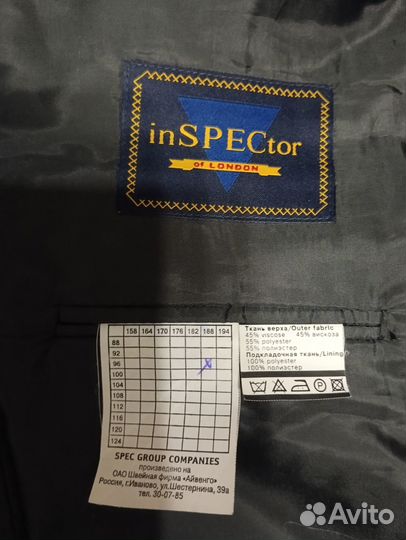 inSPECtor
of LONDON
158 164 170 176 182 188 194
88
92
96
100
104
108
112
116
120
124
SPEC GROUP COMPANIES
произведено на
ОАО Швейная фирма "Айвенго"
Россия, г.Иваново, ул.Шестернина, 39а
тел. 30-07-85
Ткань верха/Outer fabric
45% viscose 45% вискоза
55% polyester
55% полиэстер
Подкладочная ткань/Lining
100% polyester
100% полиэстер
P
Avito